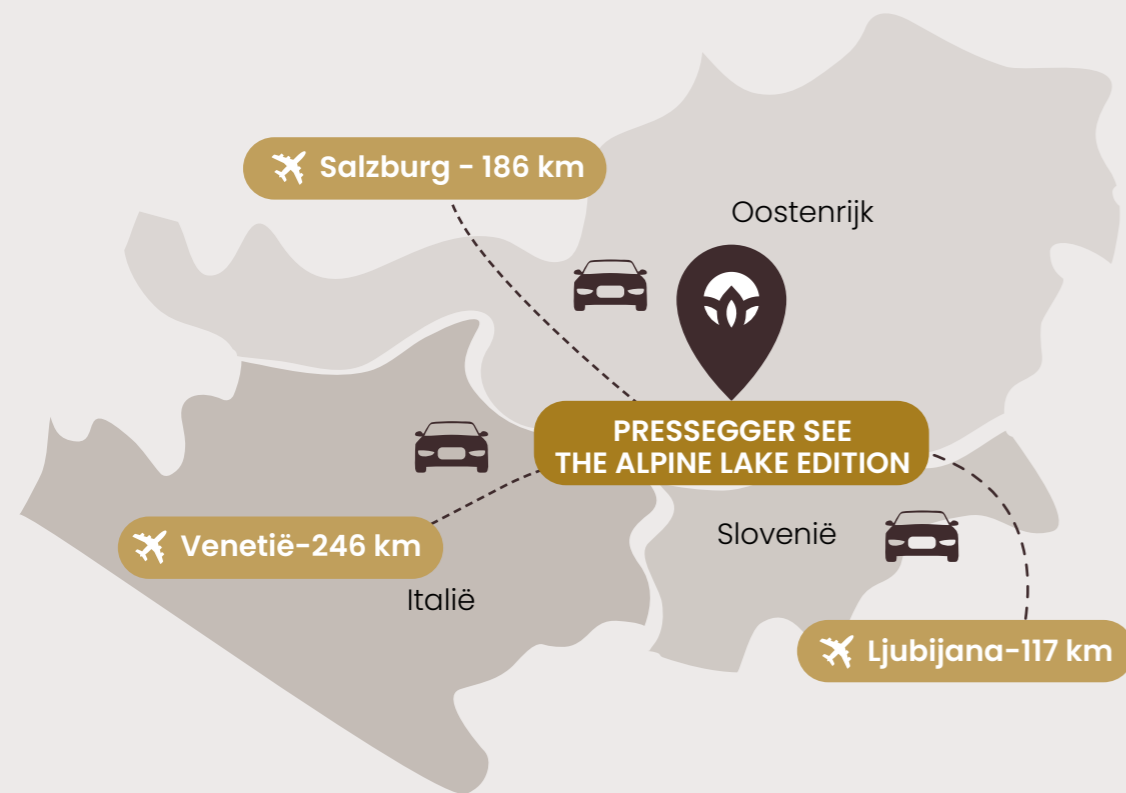 Salzburg - 186 km
Oostenrijk
PRESSEGGER SEE
THE ALPINE LAKE EDITION
Slovenië
Venetië-246 km
Italië
Ljubijana-117 km